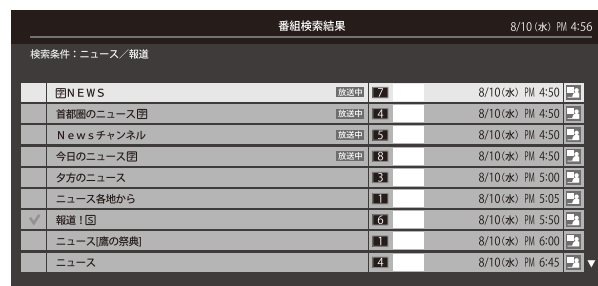 番組検索結果 8/10(水) PM 4:56
検索条件：ニュース／報道
字NEWS 放送中 7 8/10(水) PM 4:50
首都圏のニュース字 放送中 4 8/10(水) PM 4:50
Newsチャンネル 放送中 5 8/10(水) PM 4:50
今日のニュース字 放送中 8 8/10(水) PM 4:50
夕方のニュース 3 8/10(水) PM 5:00
ニュース各地から 1 8/10(水) PM 5:05
報道！S 6 8/10(水) PM 5:50
ニュース[鷹の祭典] 1 8/10(水) PM 6:00
ニュース 4 8/10(水) PM 6:45